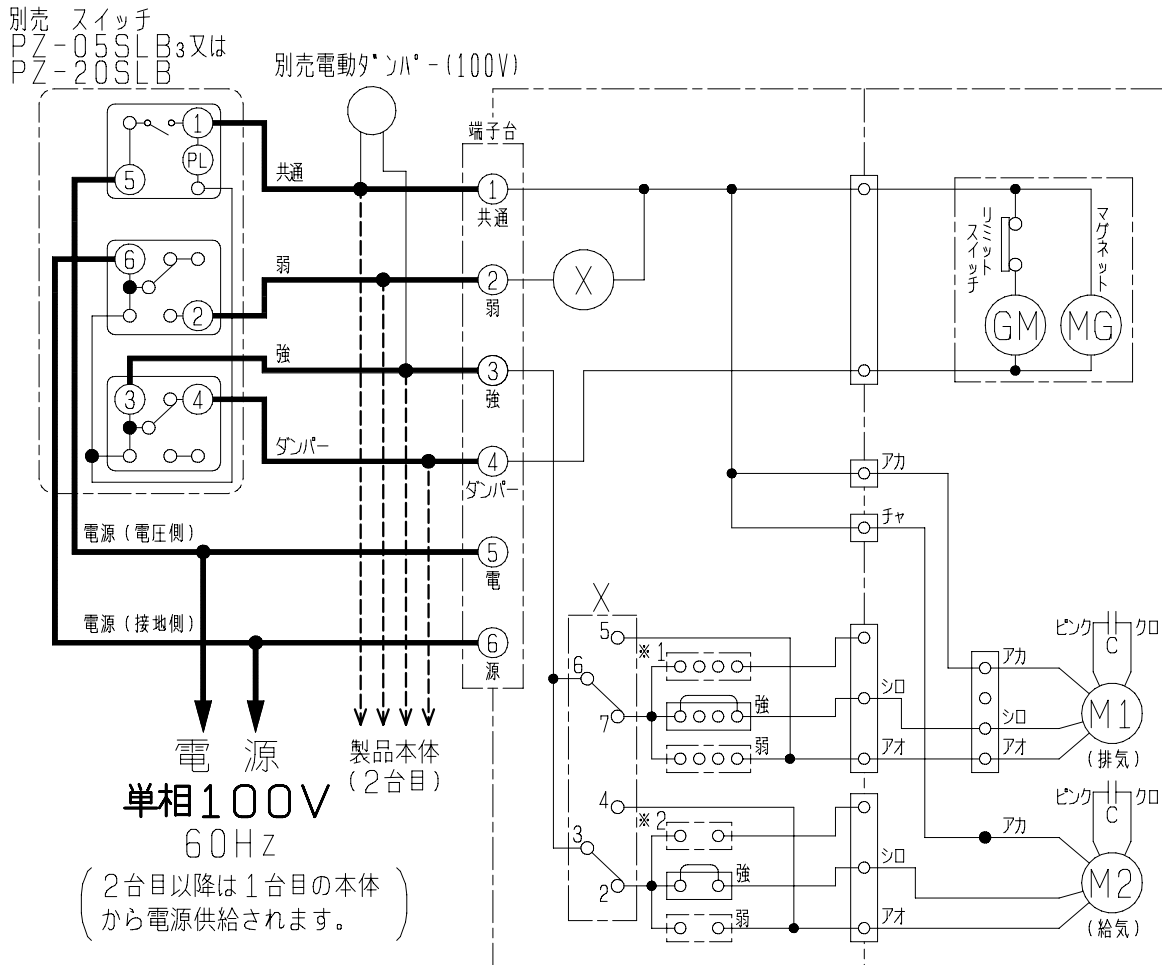 別売 スイッチ
PZ-05SLB3又は
PZ-20SLB
別売電動ダンパー(100V)
端子台
1
PL
5
共通
1
共通
6
2
弱
2
弱
X
3
4
強
3
強
ダンパー
4
ダンパー
リミット
スイッチ
マグネット
GM
MG
アカ
チャ
電源(電圧側)
5
電
電源(接地側)
6
源
電 源
単相100V
60Hz
(2台目以降は1台目の本体
から電源供給されます。)
製品本体
(2台目)
X
5
6
7
※1
強
弱
シロ
アオ
アカ
シロ
アオ
ピンク
C
クロ
M1
(排気)
4
3
2
※2
強
弱
シロ
アオ
アカ
ピンク
C
クロ
M2
(給気)